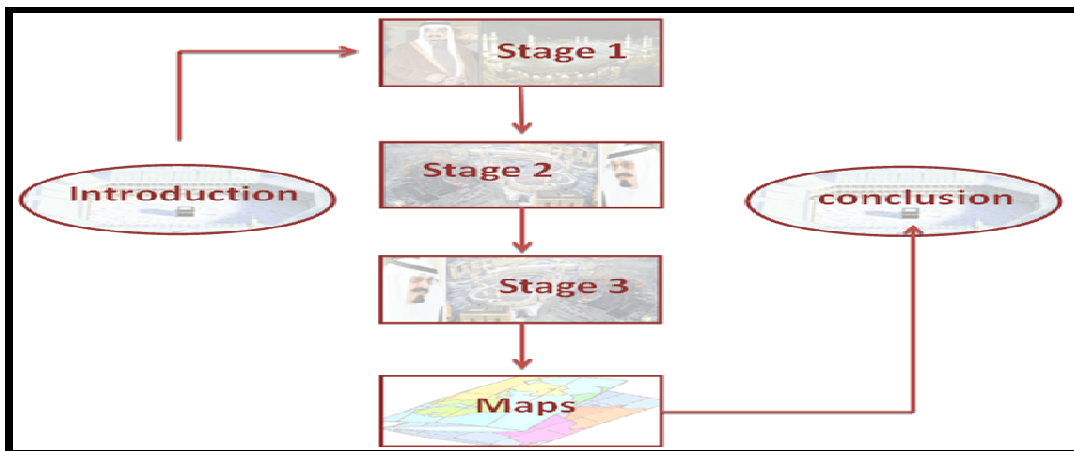 Stage 1
Introduction
Stage 2
conclusion
Stage 3
Maps